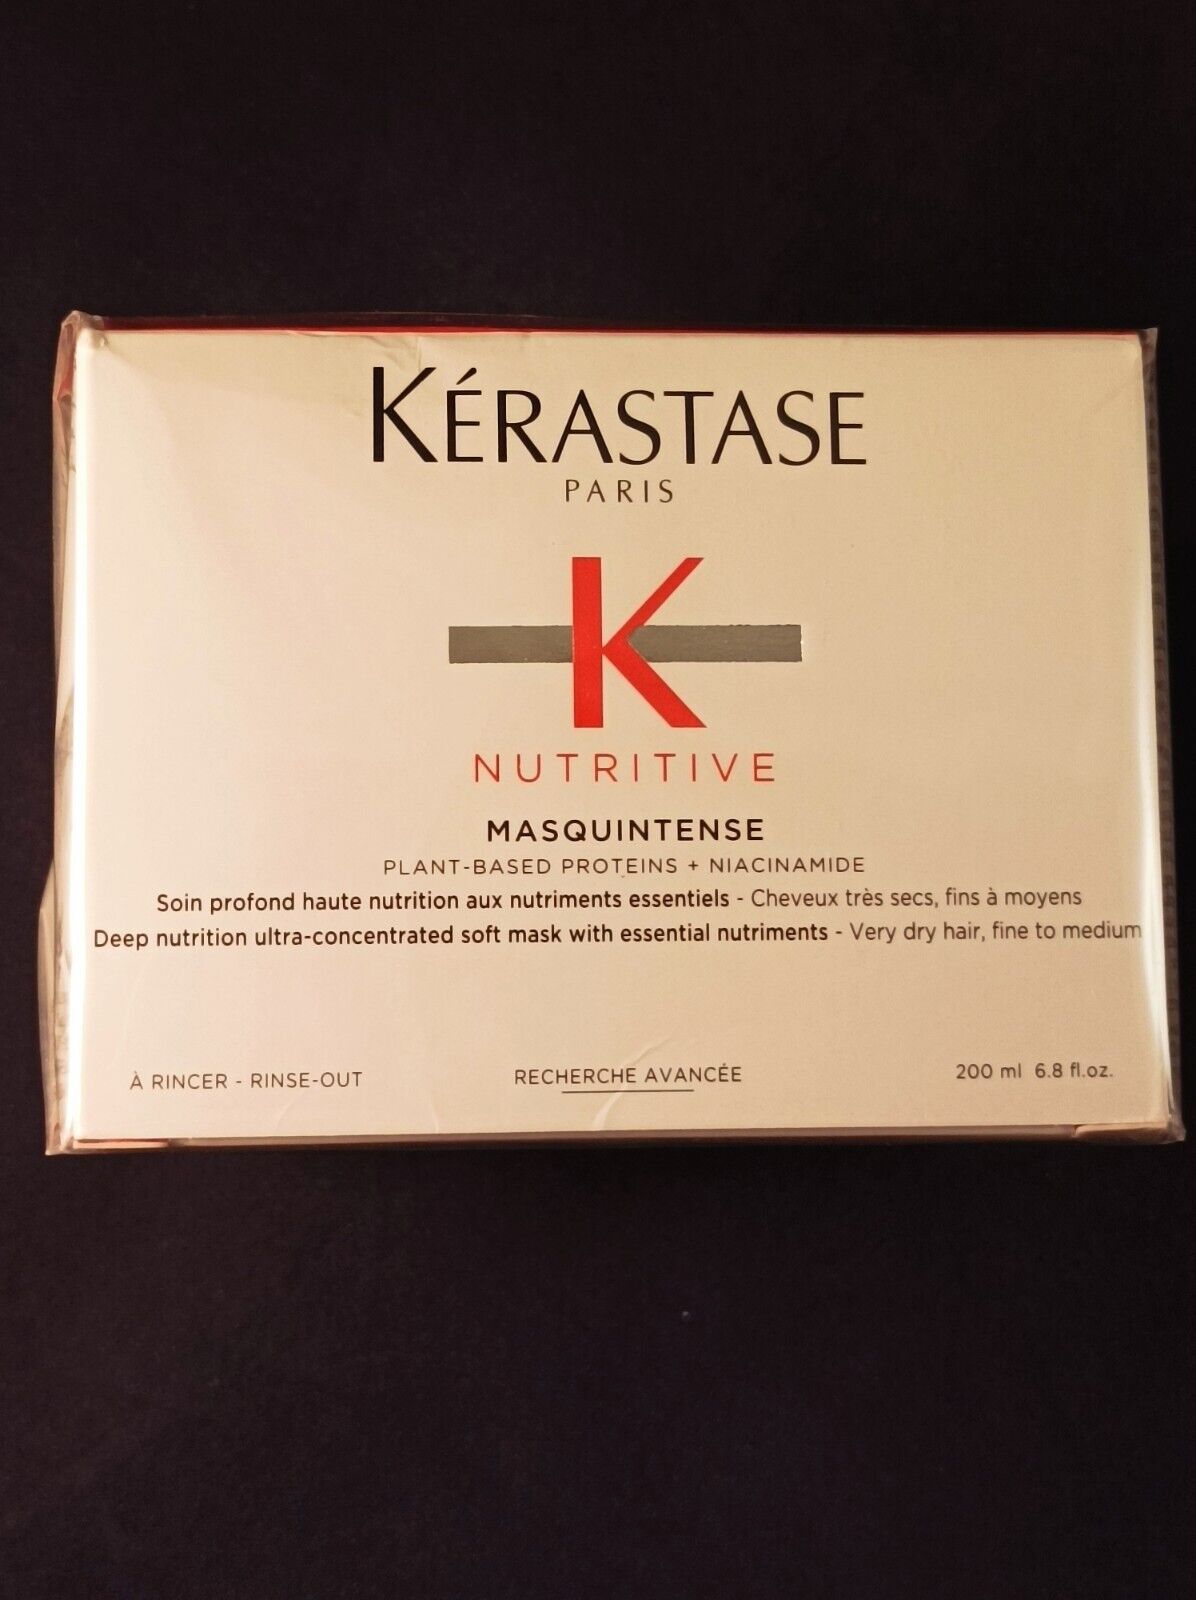 KÉRASTASE
PARIS
K
NUTRITIVE
MASQUINTENSE
PLANT-BASED PROTEINS + NIACINAMIDE
Soin profond haute nutrition aux nutriments essentiels - Cheveux très secs, fins à moyens
Deep nutrition ultra-concentrated soft mask with essential nutriments - Very dry hair, fine to medium
À RINCER - RINSE-OUT RECHERCHE AVANCÉE 200 ml 6.8 fl.oz.